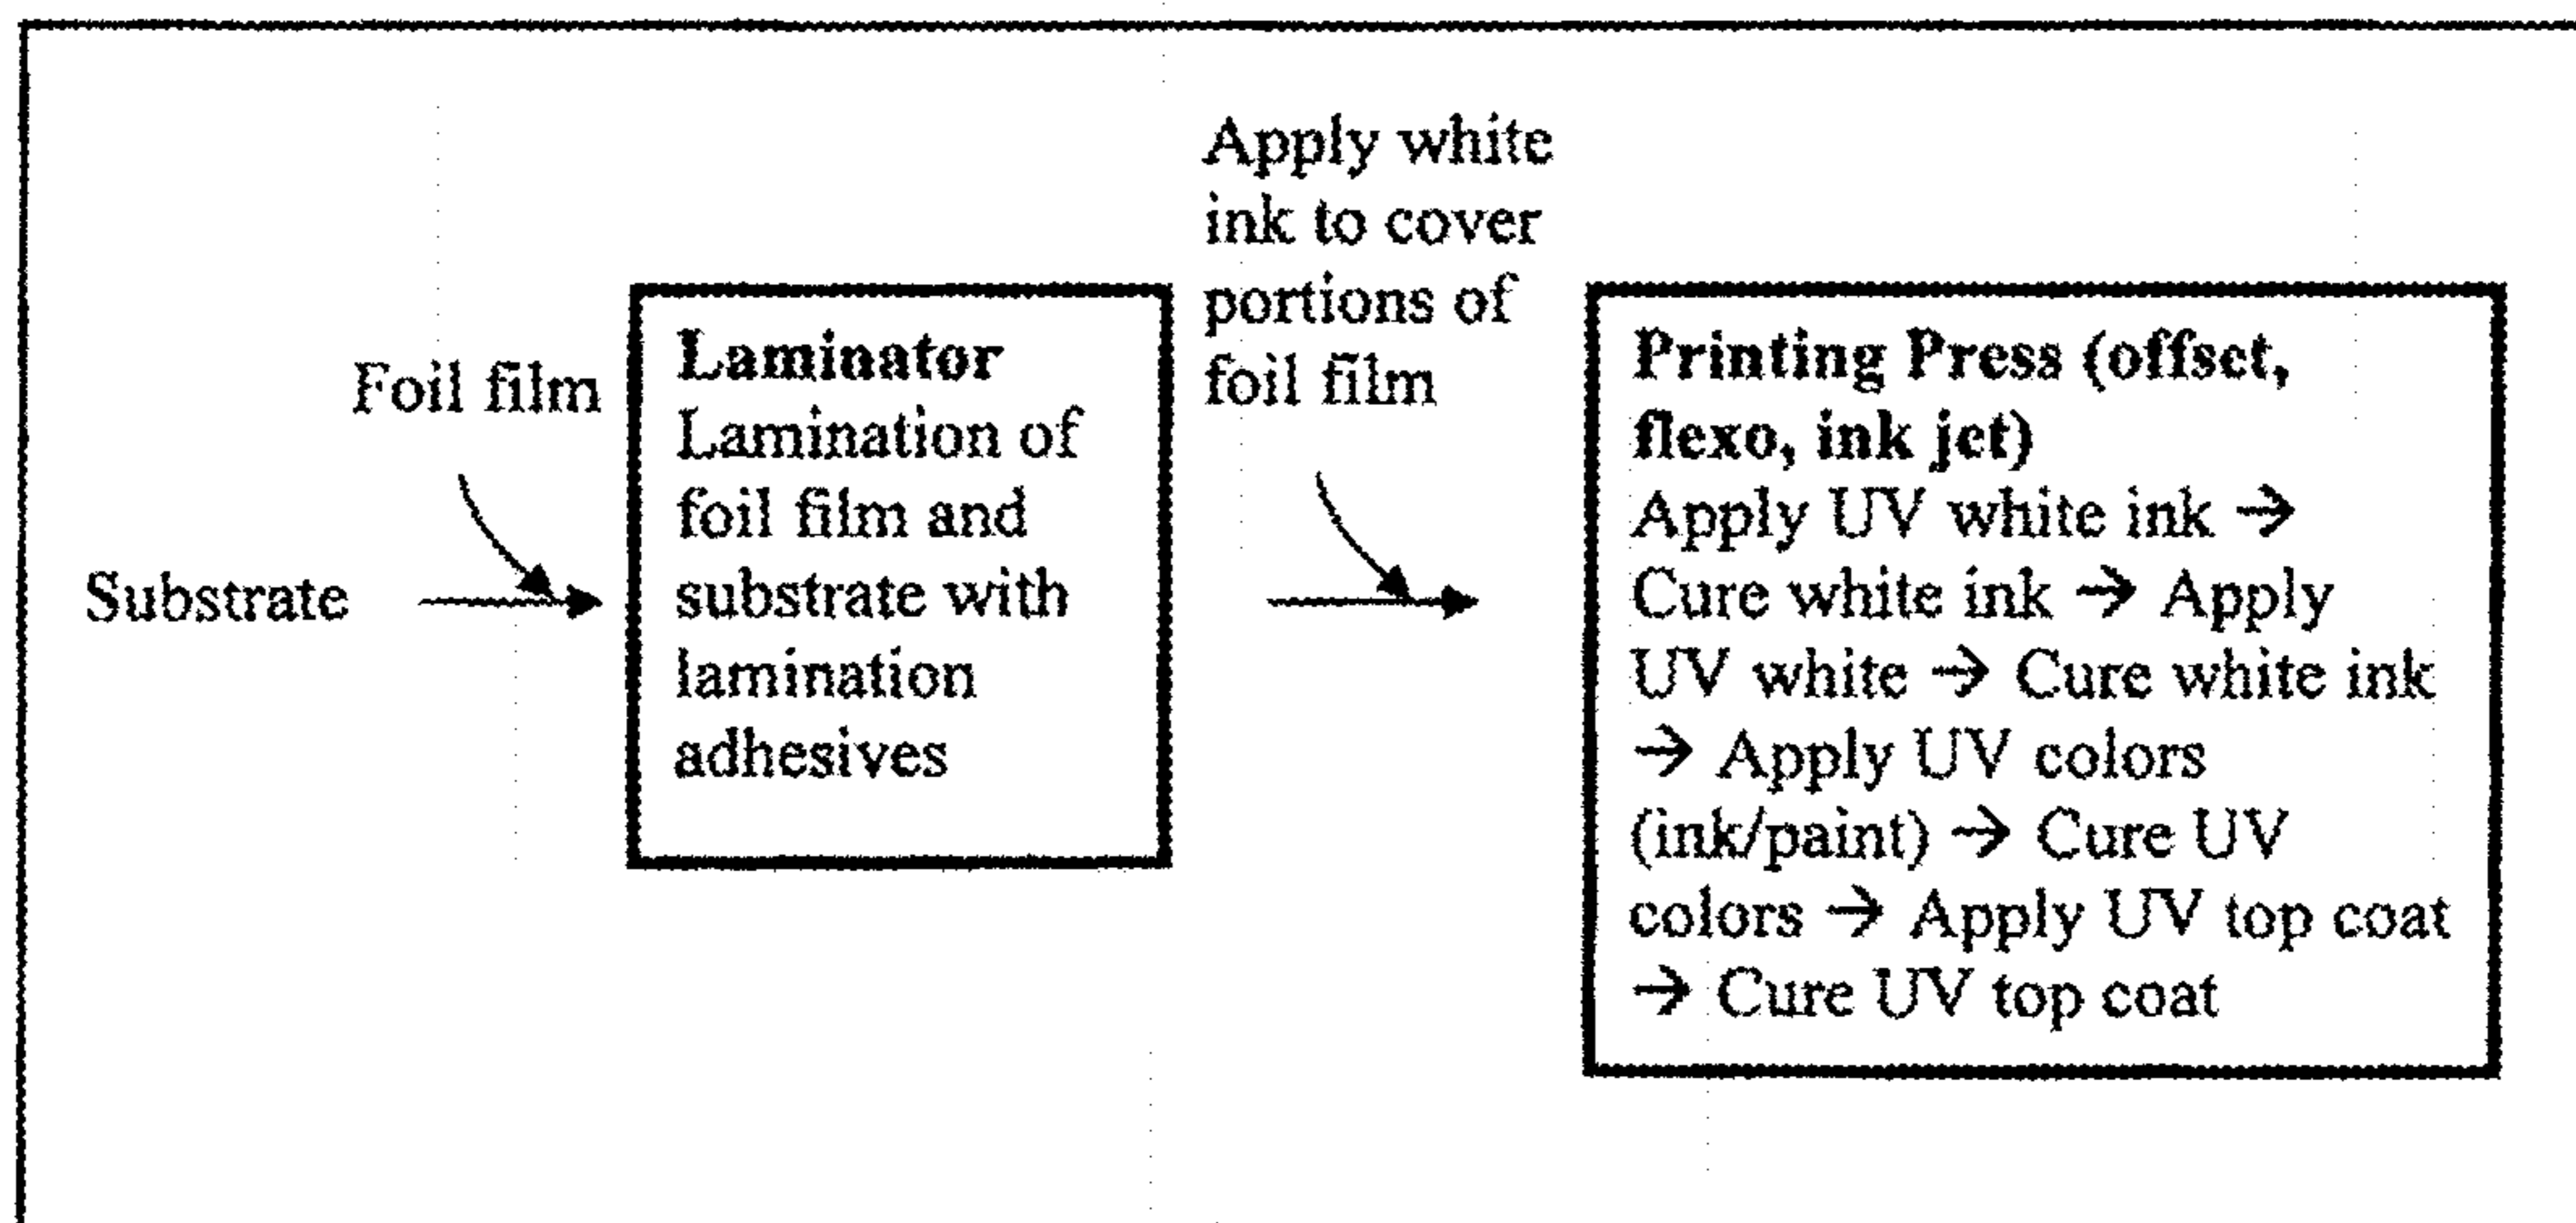 Substrate
Foil film
Laminator
Lamination of
foil film and
substrate with
lamination
adhesives
Apply white
ink to cover
portions of
foil film
Printing Press (offset,
flexo, ink jet)
Apply UV white ink →
Cure white ink → Apply
UV white → Cure white ink
→ Apply UV colors
(ink/paint) → Cure UV
colors → Apply UV top coat
→ Cure UV top coat